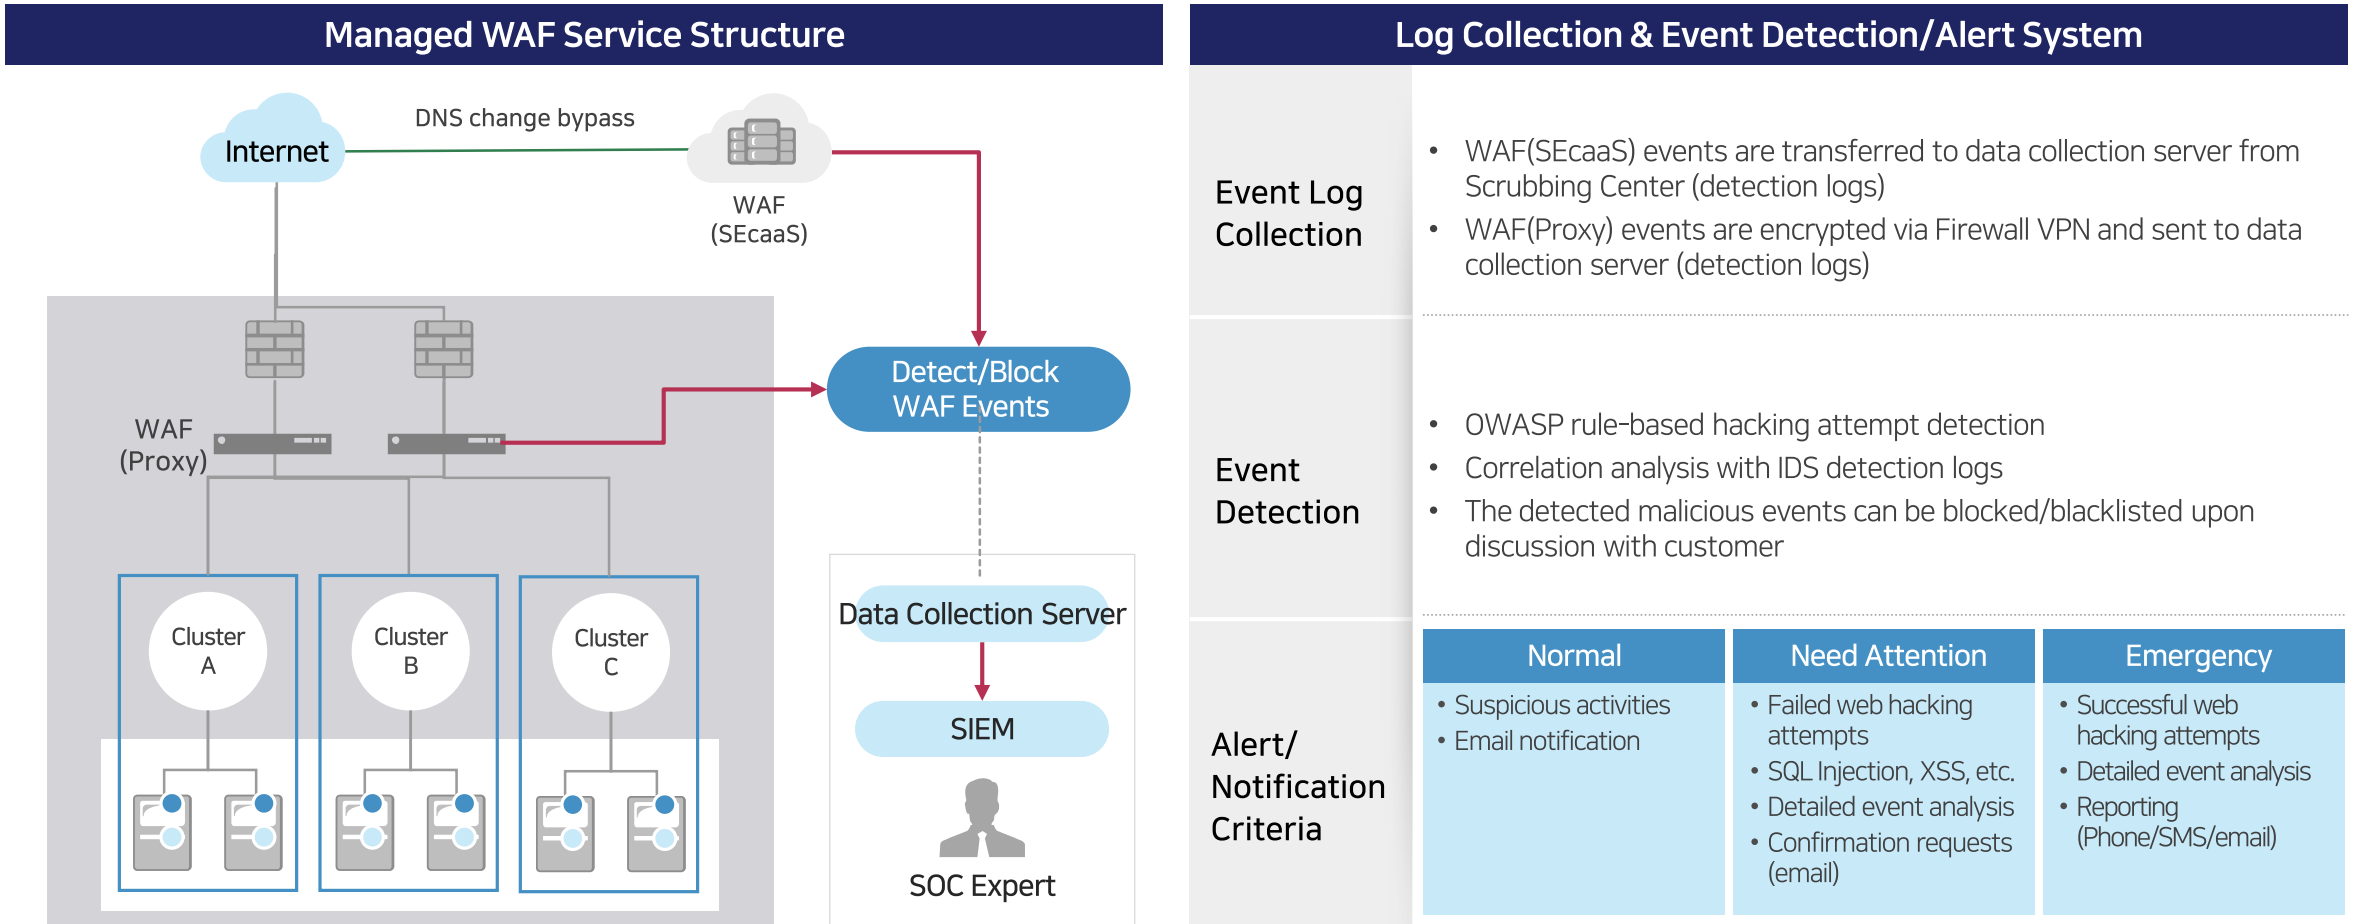 Managed WAF Service Structure
Internet
DNS change bypass
WAF
(SEcaaS)
Detect/Block
WAF Events
WAF
(Proxy)
Cluster
A
Cluster
B
Cluster
C
Data Collection Server
SIEM
SOC Expert
Log Collection & Event Detection/Alert System
Event Log
Collection
• WAF(SEcaaS) events are transferred to data collection server from
Scrubbing Center (detection logs)
• WAF(Proxy) events are encrypted via Firewall VPN and sent to data
collection server (detection logs)
Event
Detection
• OWASP rule-based hacking attempt detection
• Correlation analysis with IDS detection logs
• The detected malicious events can be blocked/blacklisted upon
discussion with customer
Alert/
Notification
Criteria
Normal
• Suspicious activities
• Email notification
Need Attention
• Failed web hacking
attempts
• SQL Injection, XSS, etc.
• Detailed event analysis
• Confirmation requests
(email)
Emergency
• Successful web
hacking attempts
• Detailed event analysis
• Reporting
(Phone/SMS/email)